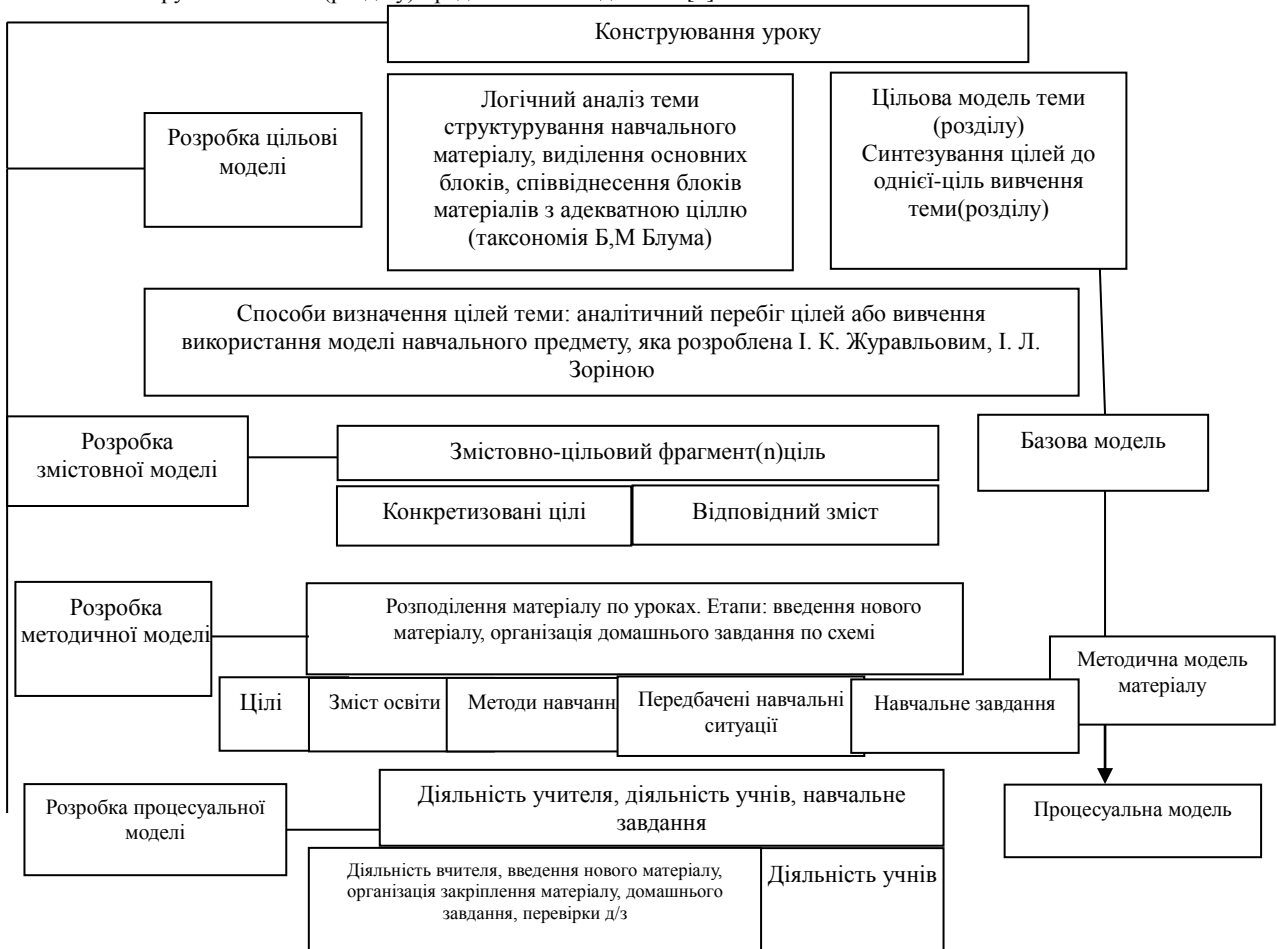 Конструювання уроку
Логічний аналіз теми
структурування навчального
матеріалу, виділення основних
блоків, співвіднесення блоків
матеріалів з адекватною ціллю
(таксономія Б,М Блума)
Цільова модель теми
(розділу)
Синтезування цілей до
однієї-ціль вивчення
теми(розділу)
Розробка цільові
моделі
Способи визначення цілей теми: аналітичний перебіг цілей або вивчення
використання моделі навчального предмету, яка розроблена І. К. Журавльовим, І. Л.
Зоріною
Розробка
змістовної моделі
Змістовно-цільовий фрагмент(n)ціль
Базова модель
Конкретизовані цілі
Відповідний зміст
Розробка
методичної моделі
Розподілення матеріалу по уроках. Етапи: введення нового
матеріалу, організація домашнього завдання по схемі
Методична модель
матеріалу
Цілі
Зміст освіти
Методи навчанн
Передбачені навчальні
ситуації
Навчальне завдання
Розробка процесуальної
моделі
Діяльність учителя, діяльність учнів, навчальне
завдання
Процесуальна модель
Діяльність вчителя, введення нового матеріалу,
організація закріплення матеріалу, домашнього
завдання, перевірки д/з
Діяльність учнів